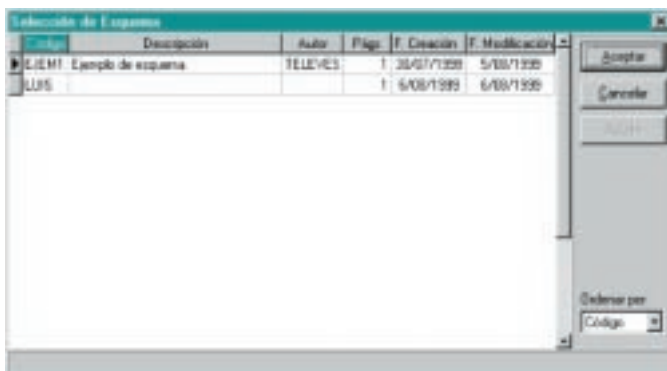 Selección de Esquema
Código Descripción Autor Págs. F. Creación F. Modificación
EJEM1 Ejemplo de esquema TELEVES 1 30/07/1999 5/08/1999
LUIS 1 6/08/1999 6/08/1999
Aceptar
Cancelar
Ordenar por
Código